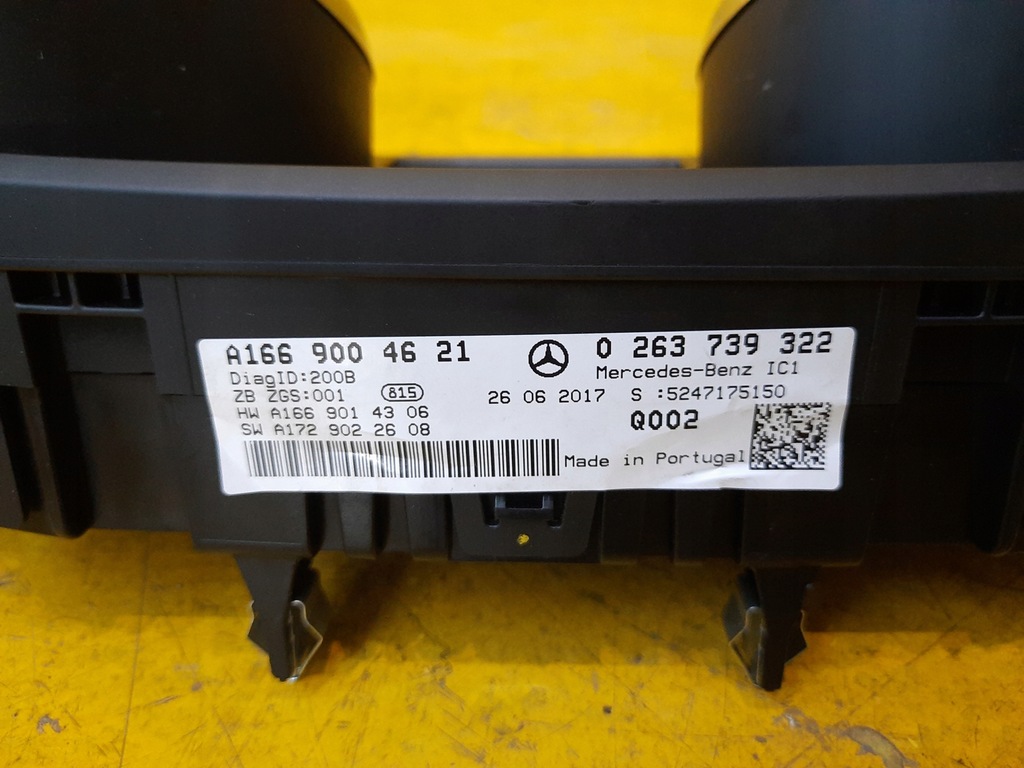 A166 900 46 21 0 263 739 322
DiagID:200B Mercedes-Benz IC1
ZB ZGS:001 815 26 06 2017 S :5247175150
HW A166 901 43 06 Q002
SW A172 902 26 08
Made in Portugal